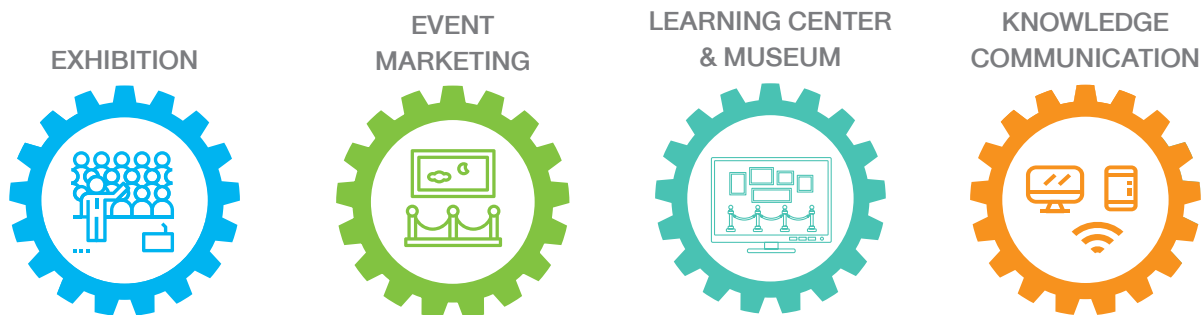 EXHIBITION
EVENT
MARKETING
LEARNING CENTER
& MUSEUM
KNOWLEDGE
COMMUNICATION